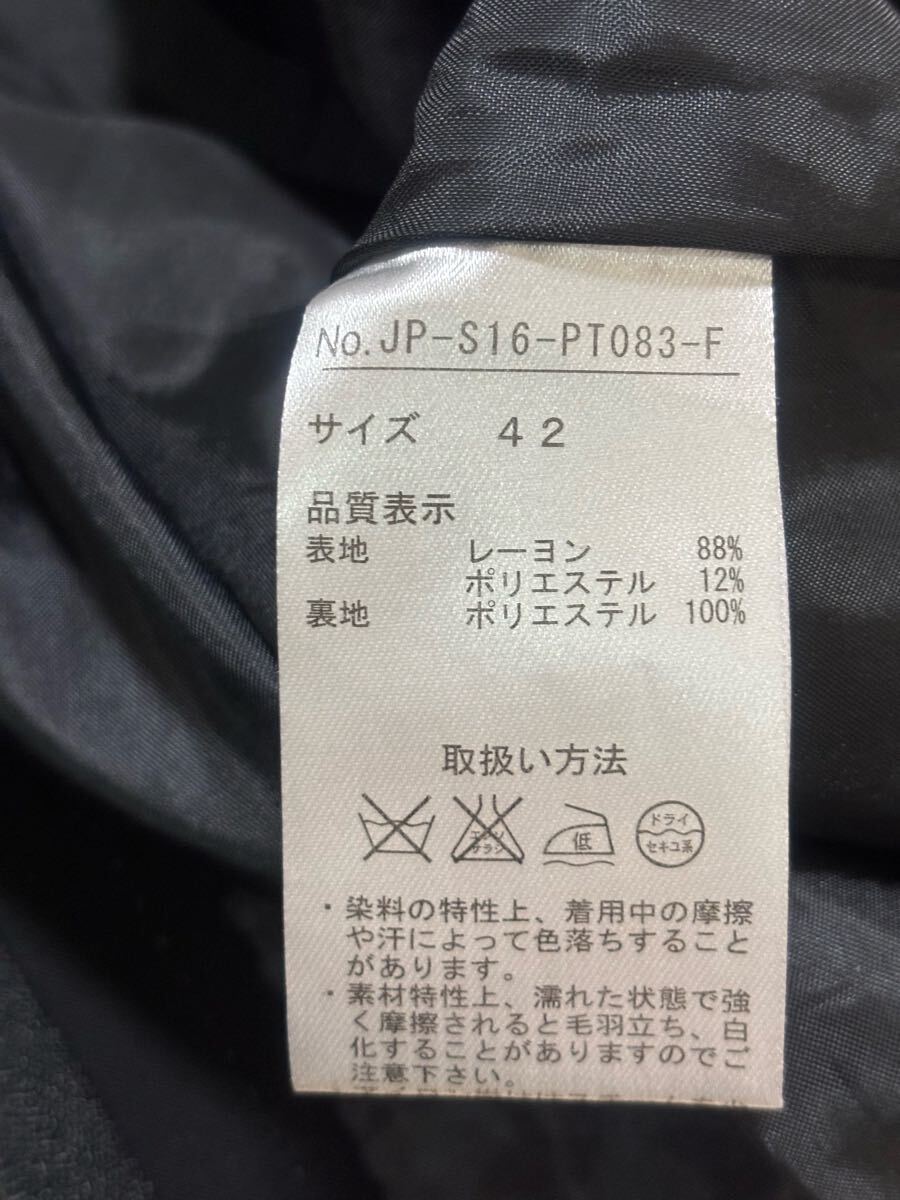 No. JP-S16-PT083-F
サイズ 42
品質表示
表地 レーヨン 88%
ポリエステル 12%
裏地 ポリエステル 100%
取扱い方法
エンソ
サラシ
低
ドライ
セキユ系
・染料の特性上、着用中の摩擦
や汗によって色落ちすること
があります。
・素材特性上、濡れた状態で強
く摩擦されると毛羽立ち、白
化することがありますのでご
注意下さい。